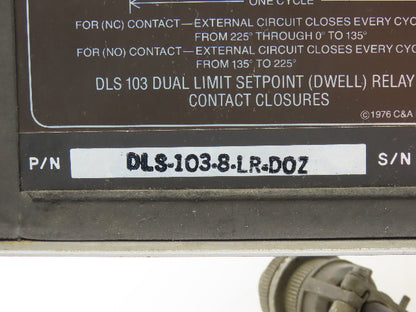 ONE CYCLE
FOR (NC) CONTACT—EXTERNAL CIRCUIT CLOSES EVERY
FROM 225° THROUGH 0° TO 135°
FOR (NO) CONTACT—EXTERNAL CIRCUIT CLOSES EVERY
FROM 135° TO 225°
DLS 103 DUAL LIMIT SETPOINT (DWELL) RELAY
CONTACT CLOSURES
©1976 C&A
P/N DLS-103-8-LR-DOZ S/N